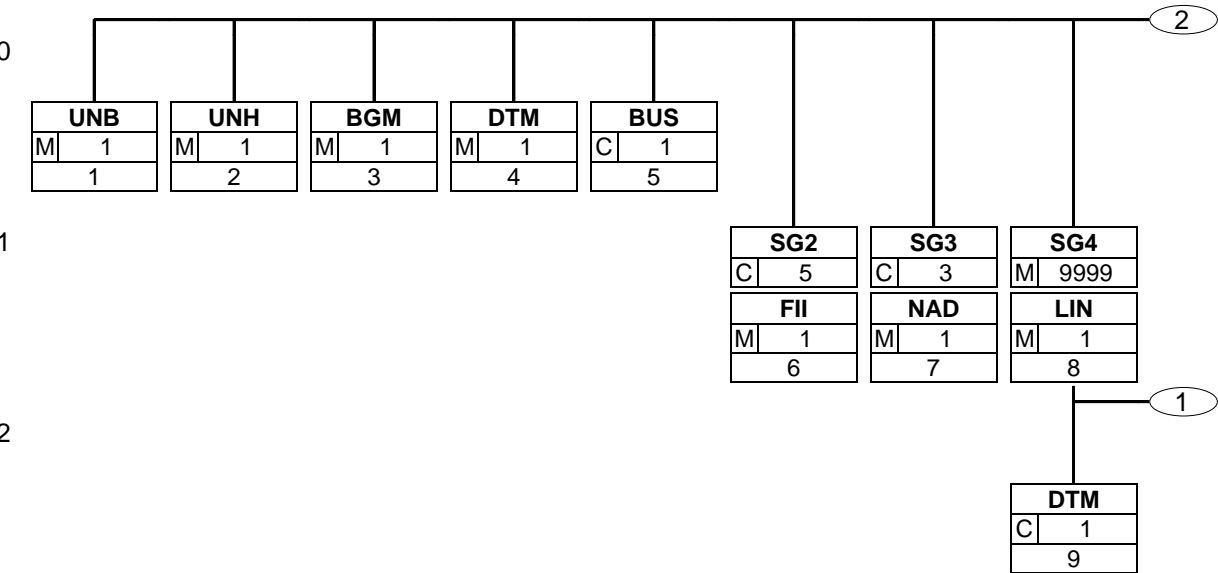 2
0
UNB UNH BGM DTM BUS
M 1 M 1 M 1 M 1 C 1
1 2 3 4 5
1
SG2 SG3 SG4
C 5 C 3 M 9999
FII NAD LIN
M 1 M 1 M 1
6 7 8
1
2
DTM
C 1
9